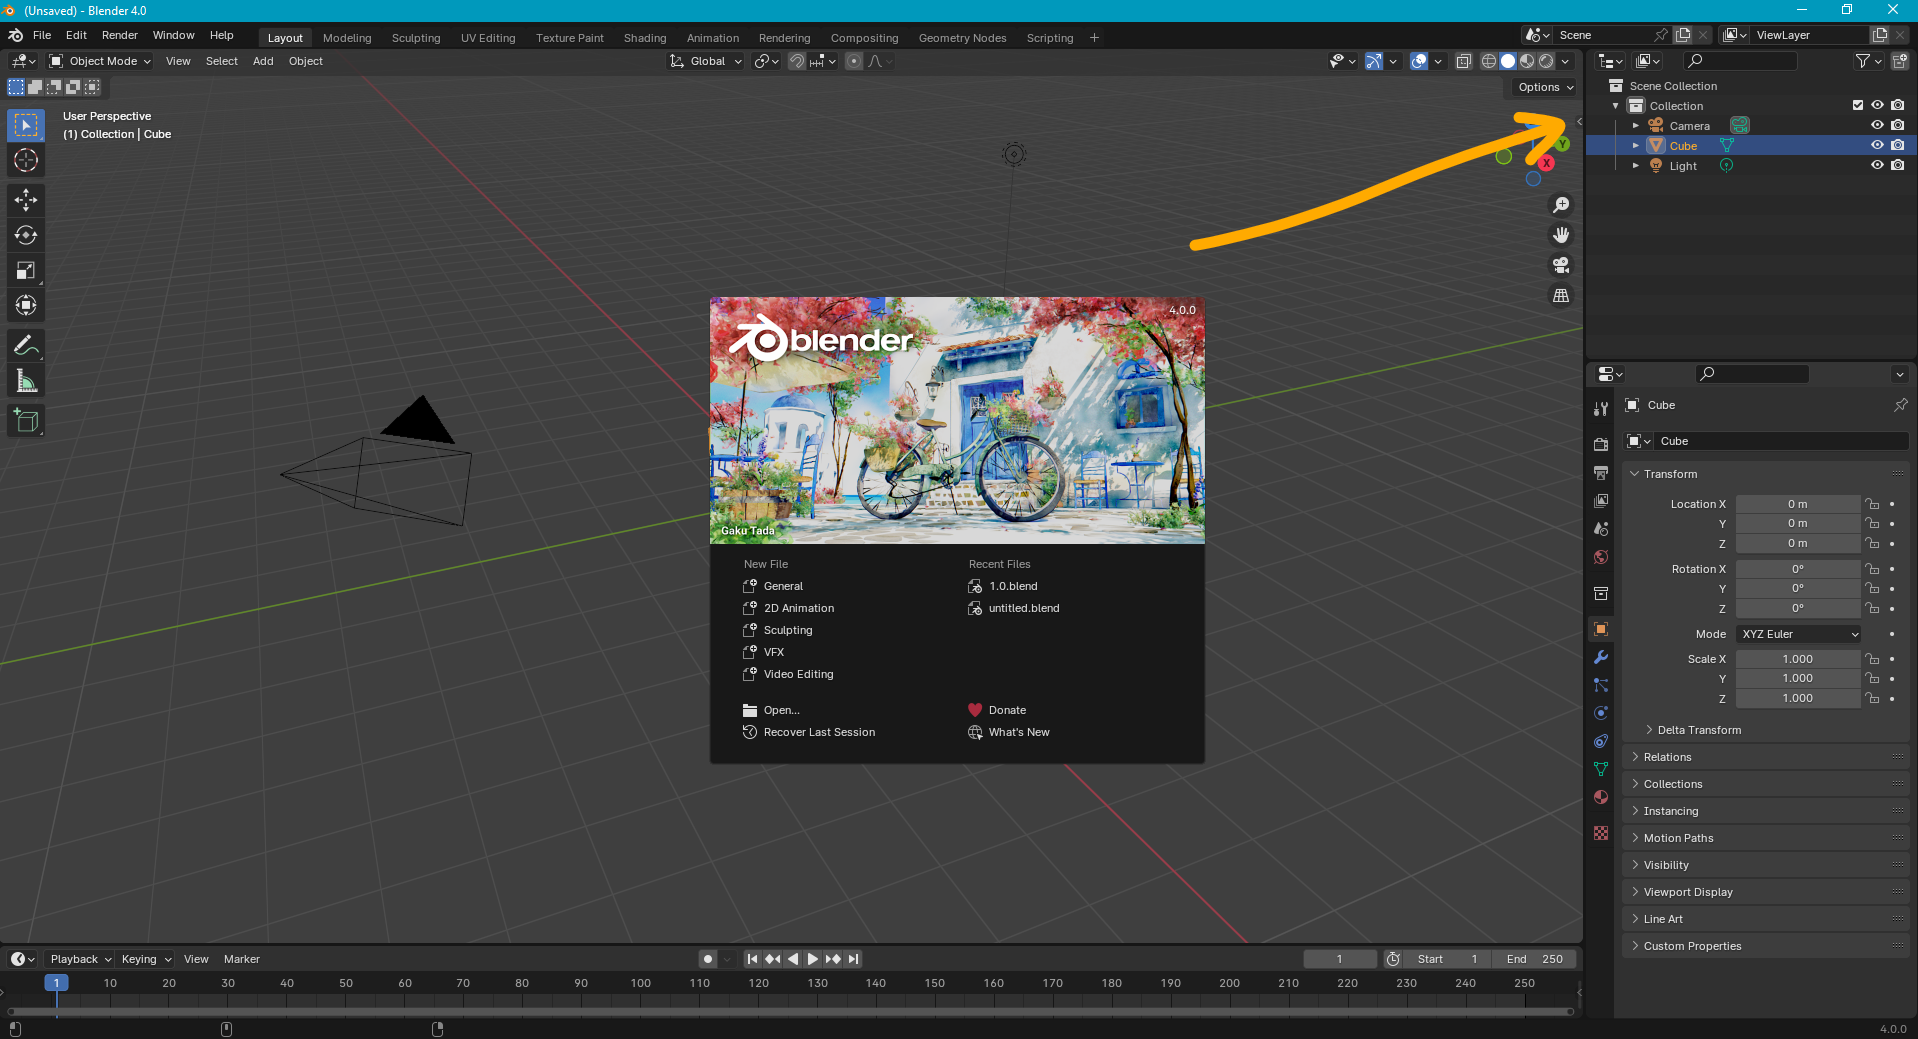 (Unsaved) - Blender 4.0
File Edit Render Window Help Layout Modeling Sculpting UV Editing Texture Paint Shading Animation Rendering Compositing Geometry Nodes Scripting + Scene ViewLayer
Object Mode View Select Add Object Global
Options
User Perspective
(1) Collection | Cube
Y
X
Scene Collection
Collection
Camera
Cube
Light
4.0.0
blender
Gaku Tada
New File
General
2D Animation
Sculpting
VFX
Video Editing
Open...
Recover Last Session
Recent Files
1.0.blend
untitled.blend
Donate
What's New
Cube
Cube
Transform
Location X 0 m
Y 0 m
Z 0 m
Rotation X 0°
Y 0°
Z 0°
Mode XYZ Euler
Scale X 1.000
Y 1.000
Z 1.000
Delta Transform
Relations
Collections
Instancing
Motion Paths
Visibility
Viewport Display
Line Art
Custom Properties
Playback Keying View Marker 1 Start 1 End 250
1 10 20 30 40 50 60 70 80 90 100 110 120 130 140 150 160 170 180 190 200 210 220 230 240 250
4.0.0